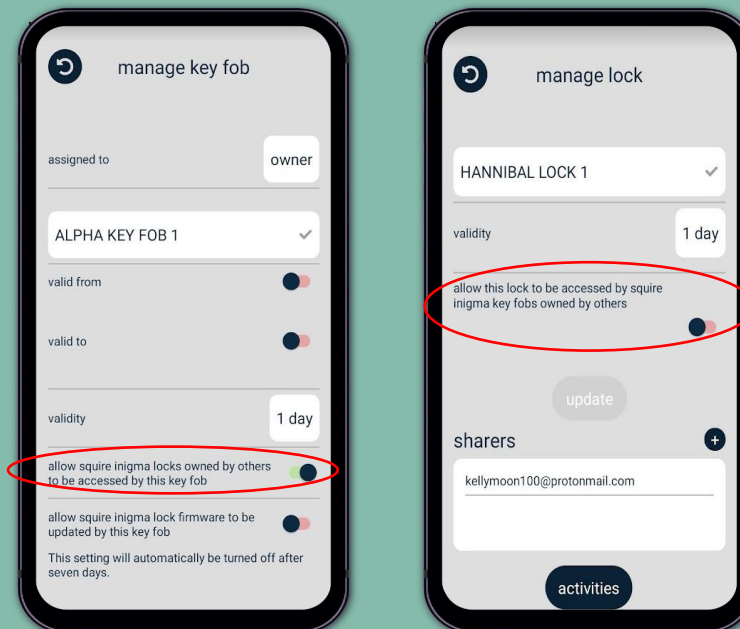 manage key fob
assigned to
owner
ALPHA KEY FOB 1
valid from
valid to
validity
1 day
allow squire inigma locks owned by others
to be accessed by this key fob
allow squire inigma lock firmware to be
updated by this key fob
This setting will automatically be turned off after
seven days.
manage lock
HANNIBAL LOCK 1
validity
1 day
allow this lock to be accessed by squire
inigma key fobs owned by others
update
sharers
kellymoon100@protonmail.com
activities